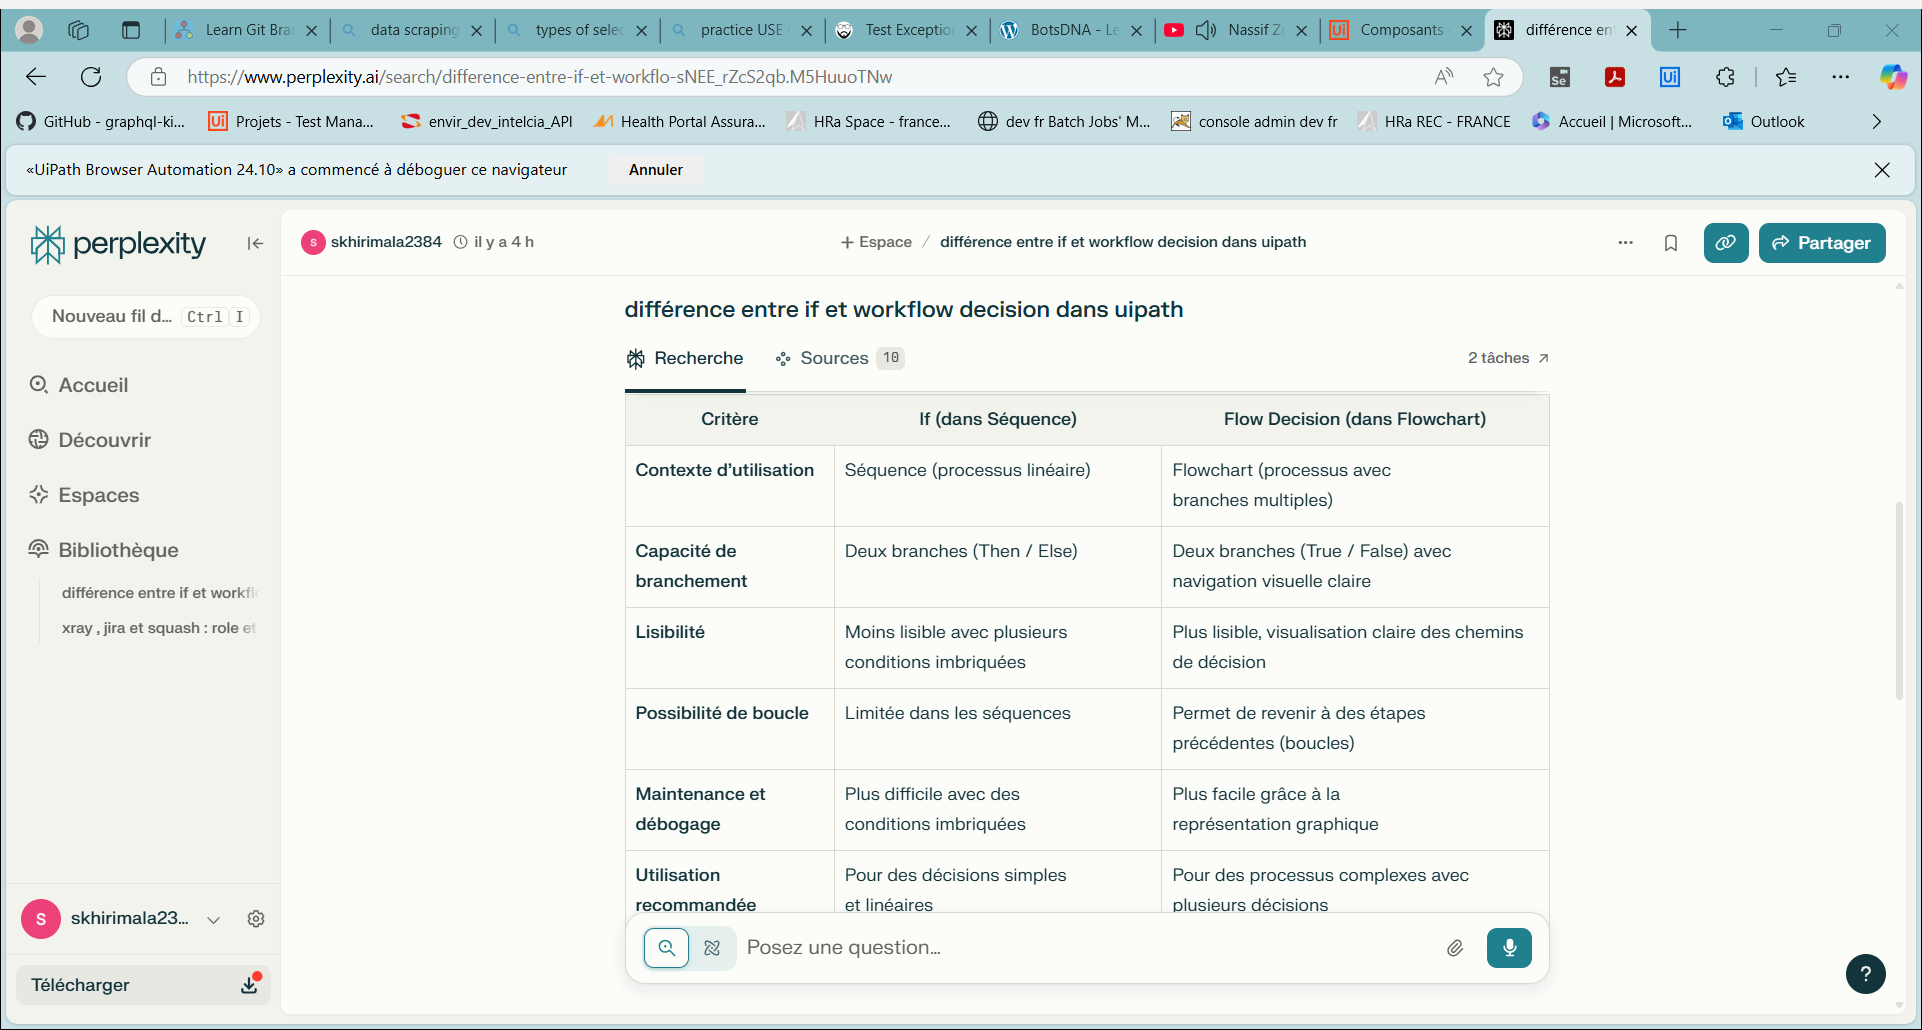 Learn Git Bra
data scraping
types of selec
practice USE
Test Exceptio
BotsDNA - Le
Nassif Z
Composants
différence en
https://www.perplexity.ai/search/difference-entre-if-et-workflo-sNEE_rZcS2qb.M5HuuoTNw
GitHub - graphql-ki...
Projets - Test Mana...
envir_dev_intelcia_API
Health Portal Assura...
HRa Space - france...
dev fr Batch Jobs' M...
console admin dev fr
HRa REC - FRANCE
Accueil | Microsoft...
Outlook
«UiPath Browser Automation 24.10» a commencé à déboguer ce navigateur
Annuler
perplexity
Nouveau fil d... Ctrl I
Accueil
Découvrir
Espaces
Bibliothèque
différence entre if et workflo
xray , jira et squash : role et
S skhirimala23...
Télécharger
s skhirimala2384 il y a 4 h
+ Espace / différence entre if et workflow decision dans uipath
Partager
différence entre if et workflow decision dans uipath
Recherche Sources 10
2 tâches
Critère If (dans Séquence) Flow Decision (dans Flowchart)
Contexte d’utilisation
Séquence (processus linéaire)
Flowchart (processus avec
branches multiples)
Capacité de
branchement
Deux branches (Then / Else)
Deux branches (True / False) avec
navigation visuelle claire
Lisibilité
Moins lisible avec plusieurs
conditions imbriquées
Plus lisible, visualisation claire des chemins
de décision
Possibilité de boucle
Limitée dans les séquences
Permet de revenir à des étapes
précédentes (boucles)
Maintenance et
débogage
Plus difficile avec des
conditions imbriquées
Plus facile grâce à la
représentation graphique
Utilisation
recommandée
Pour des décisions simples
et linéaires
Pour des processus complexes avec
plusieurs décisions
Posez une question...
?